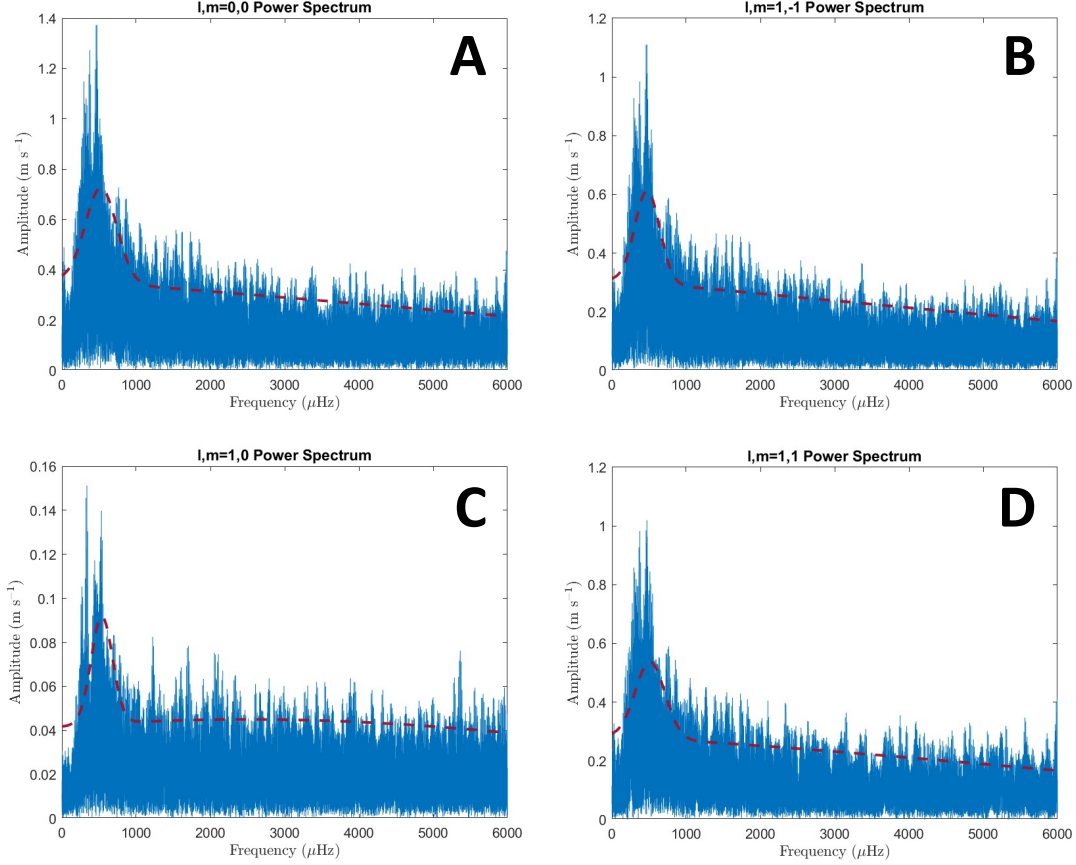 l,m=0,0 Power Spectrum
A
Amplitude (m s⁻¹)
1.4
1.2
1
0.8
0.6
0.4
0.2
0
0 1000 2000 3000 4000 5000 6000
Frequency (μHz)
l,m=1,-1 Power Spectrum
B
Amplitude (m s⁻¹)
1.2
1
0.8
0.6
0.4
0.2
0
0 1000 2000 3000 4000 5000 6000
Frequency (μHz)
l,m=1,0 Power Spectrum
C
Amplitude (m s⁻¹)
0.16
0.14
0.12
0.1
0.08
0.06
0.04
0.02
0
0 1000 2000 3000 4000 5000 6000
Frequency (μHz)
l,m=1,1 Power Spectrum
D
Amplitude (m s⁻¹)
1.2
1
0.8
0.6
0.4
0.2
0
0 1000 2000 3000 4000 5000 6000
Frequency (μHz)